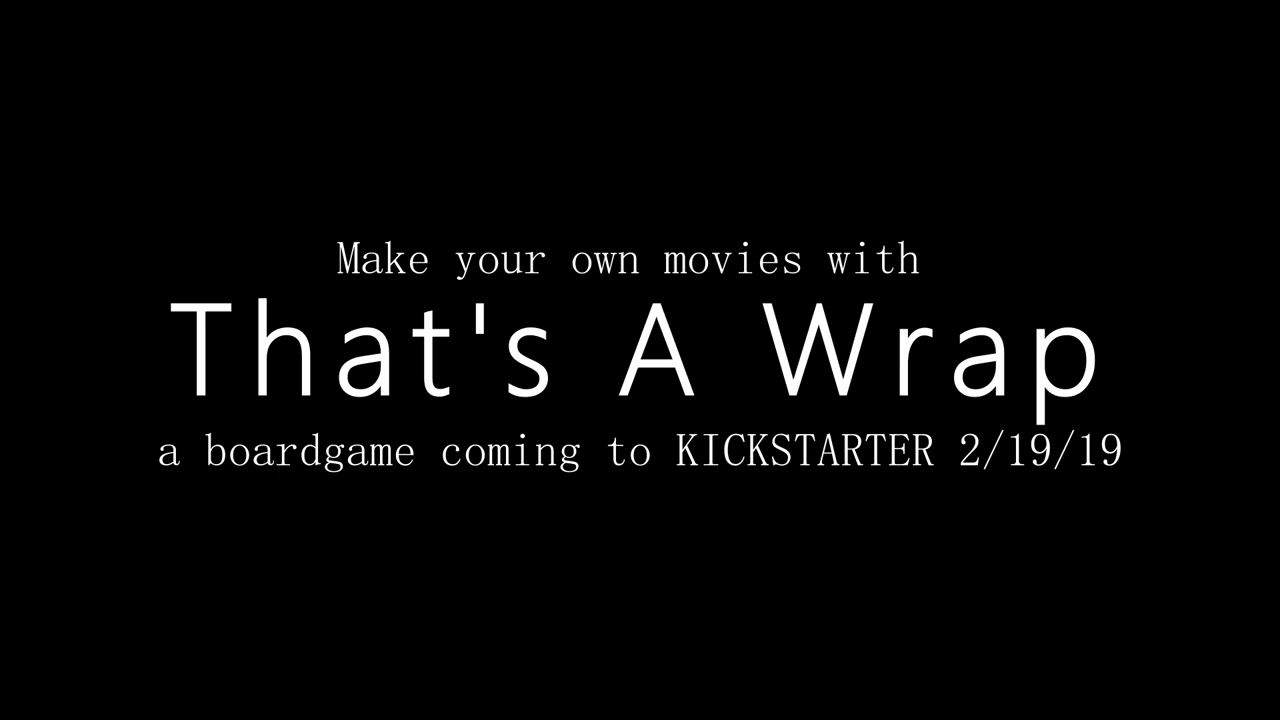 Make your own movies with
That's A Wrap
a boardgame coming to KICKSTARTER 2/19/19